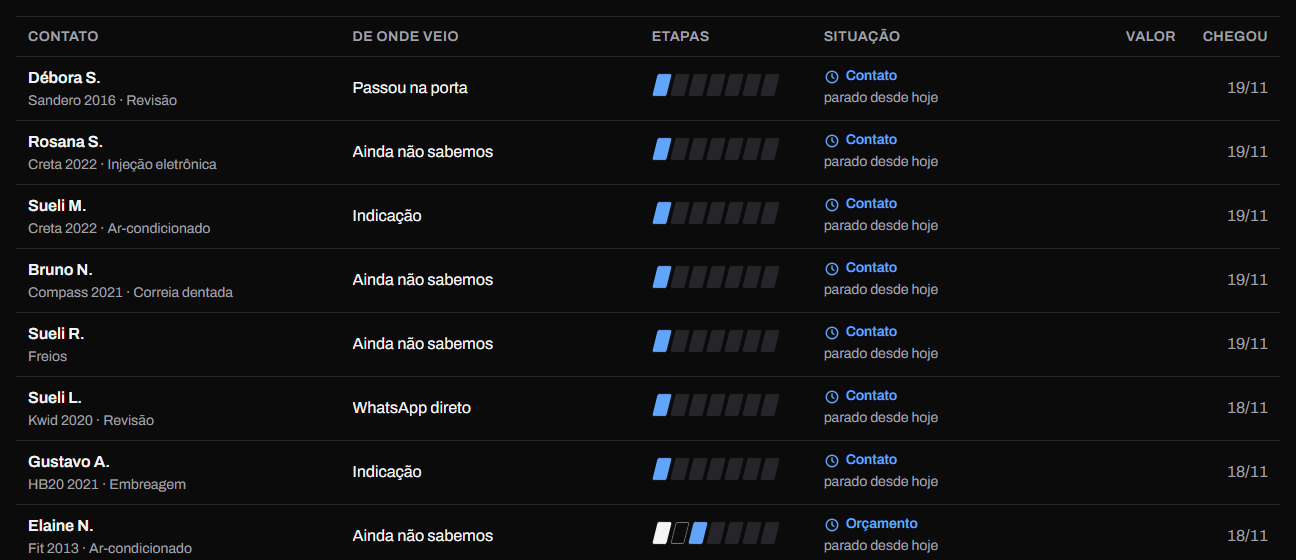 CONTATO DE ONDE VEIO ETAPAS SITUAÇÃO VALOR CHEGOU
Débora S.
Sandero 2016 · Revisão
Passou na porta
Contato
parado desde hoje
19/11
Rosana S.
Creta 2022 · Injeção eletrônica
Ainda não sabemos
Contato
parado desde hoje
19/11
Sueli M.
Creta 2022 · Ar-condicionado
Indicação
Contato
parado desde hoje
19/11
Bruno N.
Compass 2021 · Correia dentada
Ainda não sabemos
Contato
parado desde hoje
19/11
Sueli R.
Freios
Ainda não sabemos
Contato
parado desde hoje
19/11
Sueli L.
Kwid 2020 · Revisão
WhatsApp direto
Contato
parado desde hoje
18/11
Gustavo A.
HB20 2021 · Embreagem
Indicação
Contato
parado desde hoje
18/11
Elaine N.
Fit 2013 · Ar-condicionado
Ainda não sabemos
Orçamento
parado desde hoje
18/11